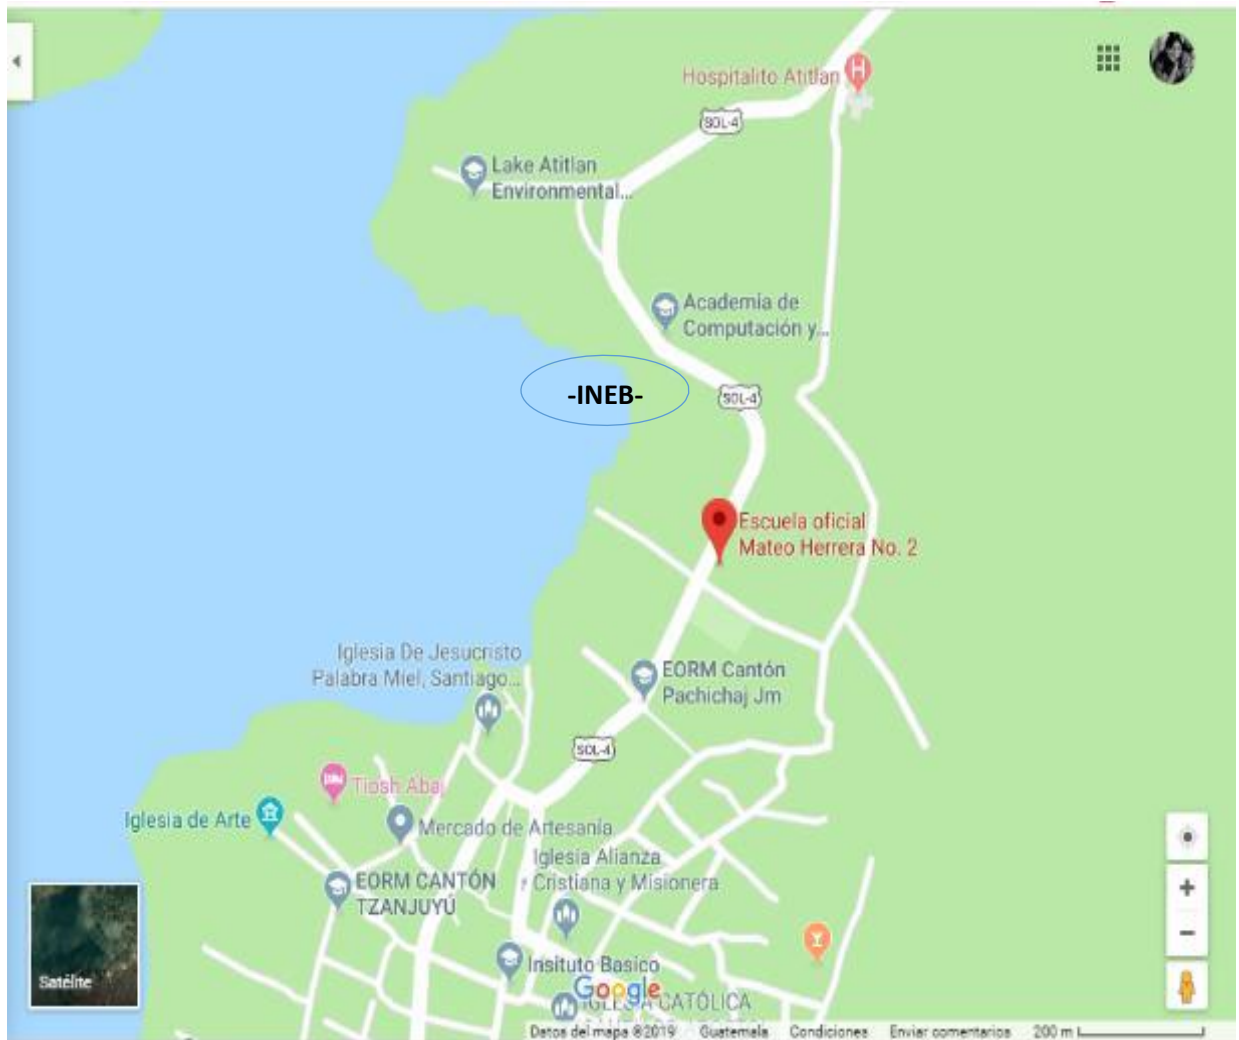 Hospitalito Atitlan
H
SOL-4
Lake Atitlan
Environmental...
Academia de
Computación y...
-INEB-
SOL-4
Escuela oficial
Mateo Herrera No. 2
Iglesia De Jesucristo
Palabra Miel, Santiago...
EORM Cantón
Pachichaj Jm
SOL-4
Tiosh Abaj
Iglesia de Arte
Mercado de Artesanía
Iglesia Alianza
Cristiana y Misionera
EORM CANTÓN
TZANJUYÚ
Insituto Basico
Google
IGLESIA CATÓLICA
Satélite
Datos del mapa ©2019 Guatemala Condiciones Enviar comentarios 200 m